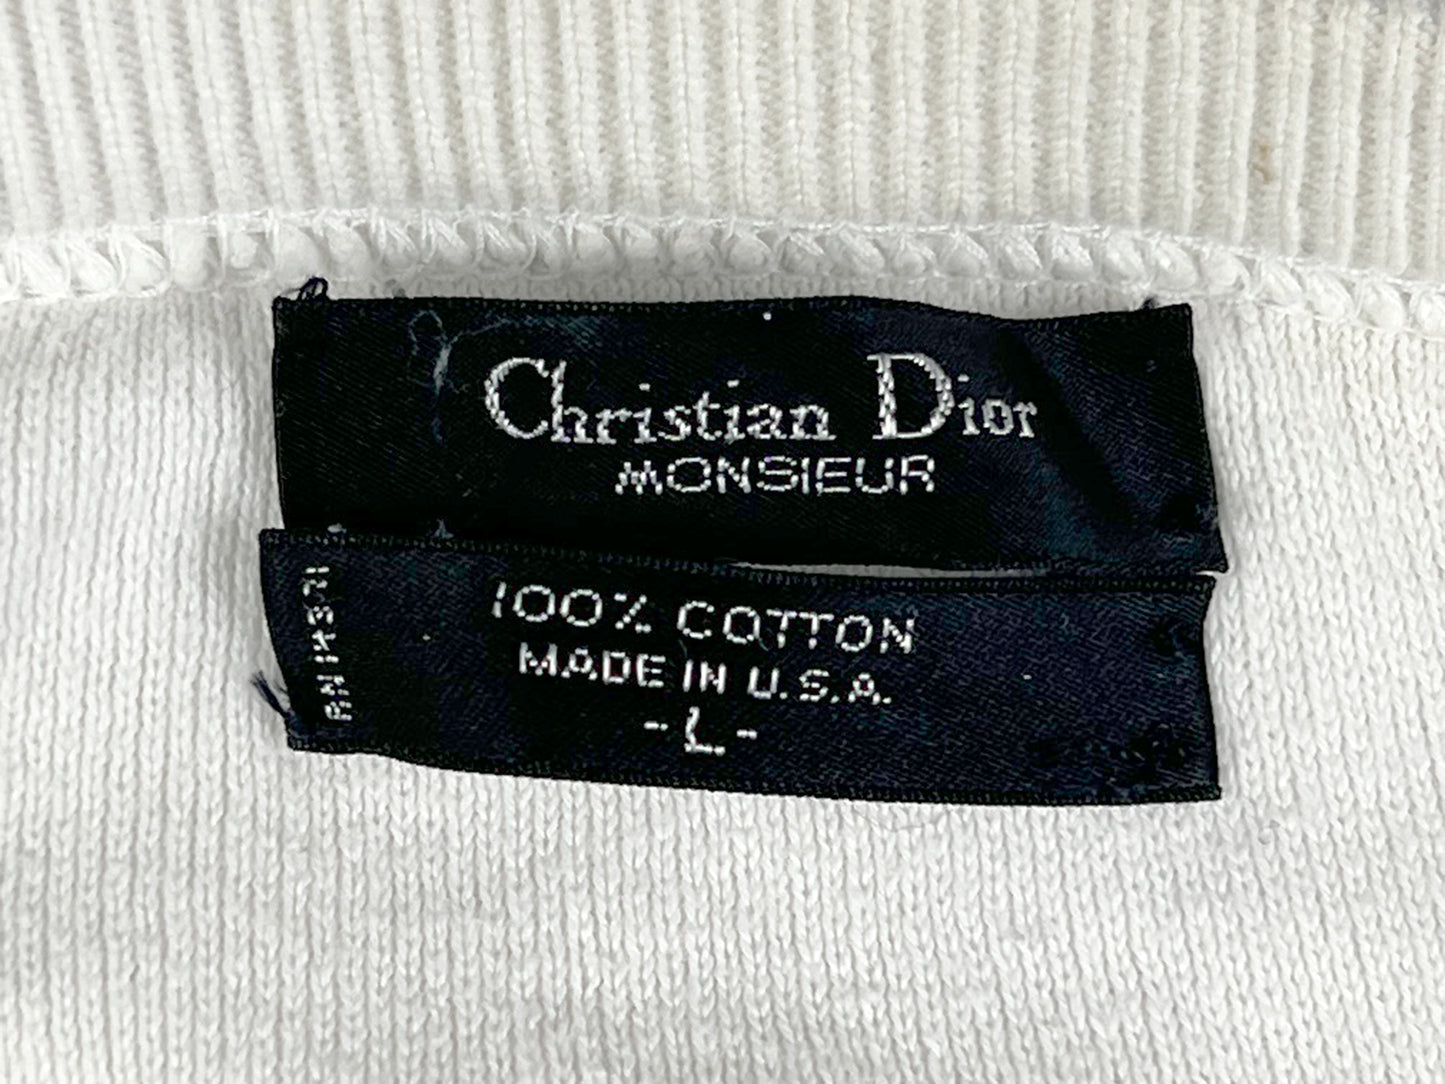 Christian Dior
MONSIEUR
100% COTTON
MADE IN U.S.A.
-L-